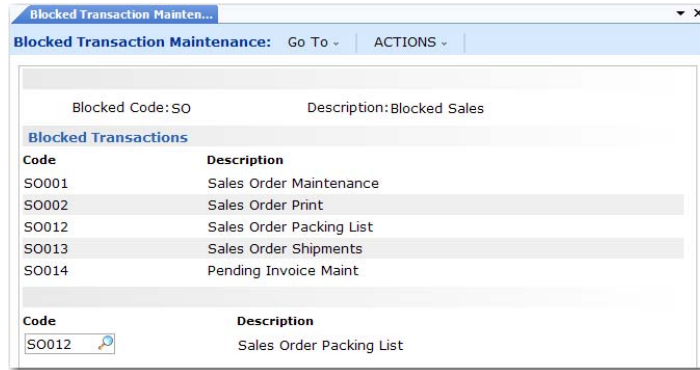 Blocked Transaction Mainten...
Blocked Transaction Maintenance: Go To ACTIONS
Blocked Code: SO Description: Blocked Sales
Blocked Transactions
Code Description
SO001 Sales Order Maintenance
SO002 Sales Order Print
SO012 Sales Order Packing List
SO013 Sales Order Shipments
SO014 Pending Invoice Maint
Code Description
SO012 Sales Order Packing List